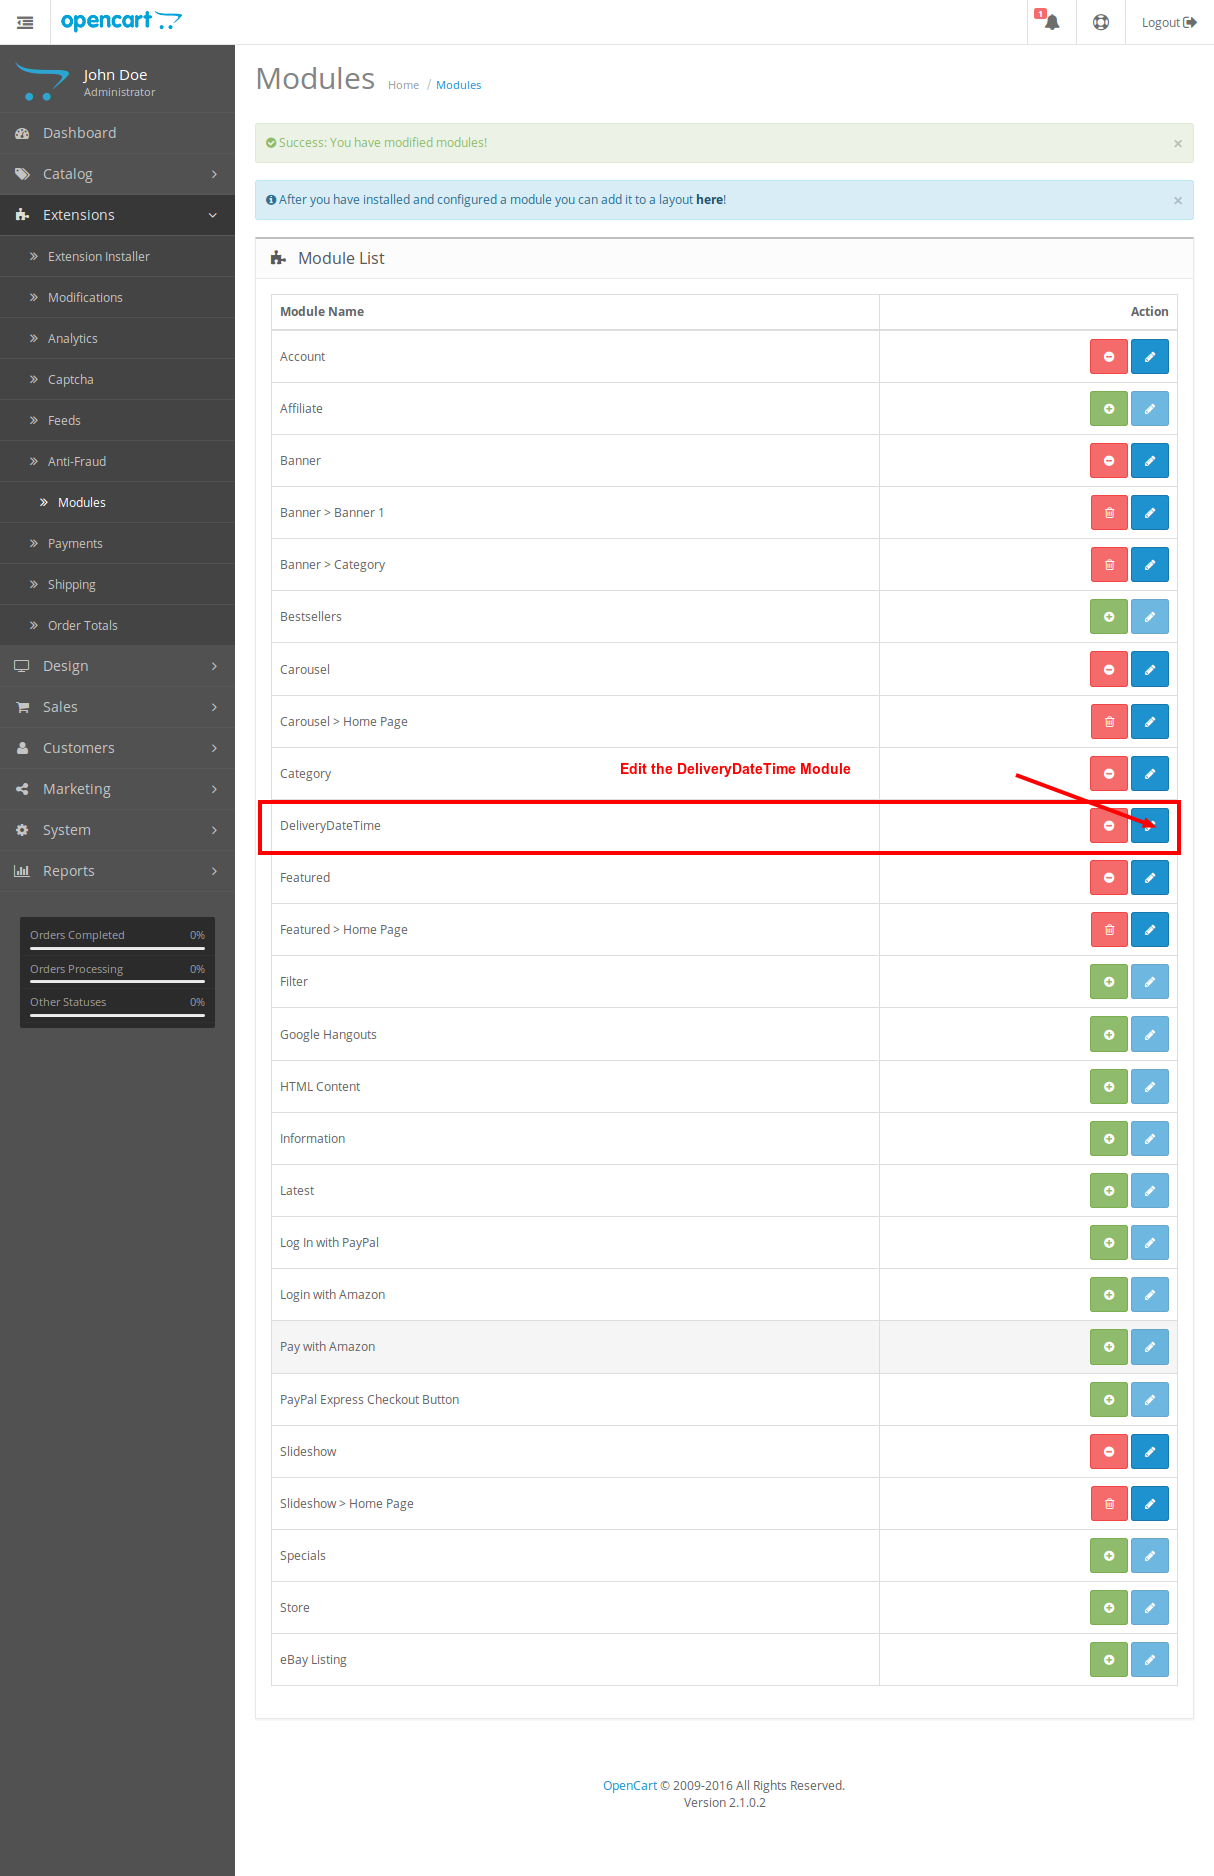 opencart
1
Logout
John Doe
Administrator
Dashboard
Catalog
Extensions
Extension Installer
Modifications
Analytics
Captcha
Feeds
Anti-Fraud
Modules
Payments
Shipping
Order Totals
Design
Sales
Customers
Marketing
System
Reports
Orders Completed 0%
Orders Processing 0%
Other Statuses 0%
Modules Home / Modules
Success: You have modified modules! ×
After you have installed and configured a module you can add it to a layout here! ×
Module List
Module Name Action
Account
Affiliate
Banner
Banner > Banner 1
Banner > Category
Bestsellers
Carousel
Carousel > Home Page
Category
Edit the DeliveryDateTime Module
DeliveryDateTime
Featured
Featured > Home Page
Filter
Google Hangouts
HTML Content
Information
Latest
Log In with PayPal
Login with Amazon
Pay with Amazon
PayPal Express Checkout Button
Slideshow
Slideshow > Home Page
Specials
Store
eBay Listing
OpenCart © 2009-2016 All Rights Reserved.
Version 2.1.0.2